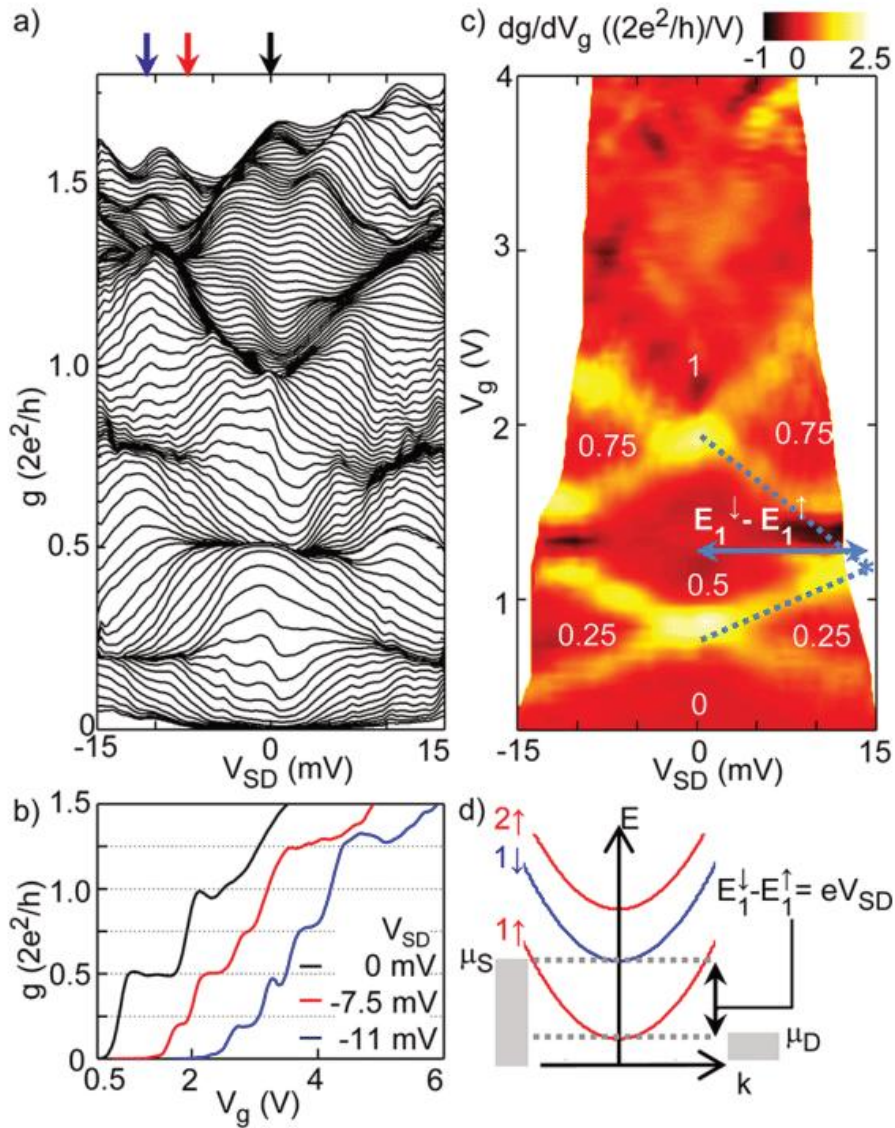 a)
1.5
1.0
0.5
0
g (2e²/h)
-15 0 15
V_SD (mV)
c) dg/dV_g ((2e²/h)/V)
-1 0 2.5
4
3
2
1
V_g (V)
1
0.75 0.75
E₁↓- E₁↑
0.5
0.25 0.25
0
-15 0 15
V_SD (mV)
b)
1.5
1.0
0.5
0
g (2e²/h)
V_SD
0 mV
-7.5 mV
-11 mV
0.5 2 4 6
V_g (V)
d)
2↑
1↓
1↑
E
E₁↓-E₁↑= eV_SD
μ_S
μ_D
k